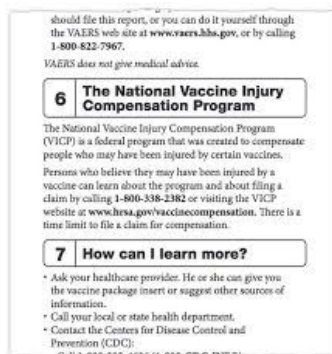 should file this report, or you can do it yourself through
the VAERS web site at www.vaers.hhs.gov, or by calling
1-800-822-7967.
VAERS does not give medical advice.
6 The National Vaccine Injury
Compensation Program
The National Vaccine Injury Compensation Program
(VICP) is a federal program that was created to compensate
people who may have been injured by certain vaccines.
Persons who believe they may have been injured by a
vaccine can learn about the program and about filing a
claim by calling 1-800-338-2382 or visiting the VICP
website at www.hrsa.gov/vaccinecompensation. There is a
time limit to file a claim for compensation.
7 How can I learn more?
• Ask your healthcare provider. He or she can give you
the vaccine package insert or suggest other sources of
information.
• Call your local or state health department.
• Contact the Centers for Disease Control and
Prevention (CDC):